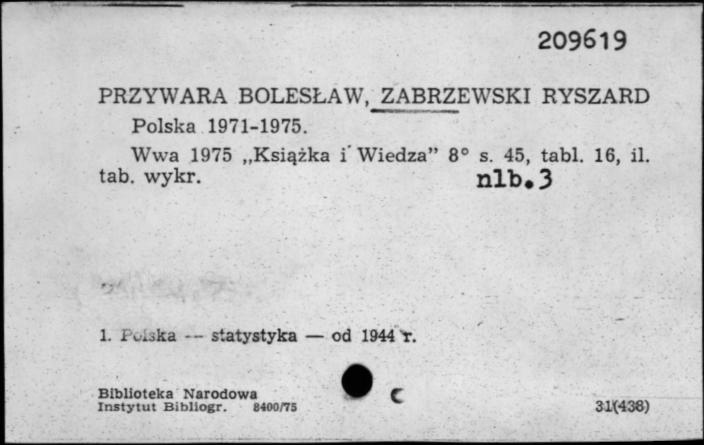 209619
PRZYWARA BOLESŁAW, ZABRZEWSKI RYSZARD
Polska 1971-1975.
Wwa 1975 „Książka i Wiedza” 8° s. 45, tabl. 16, il.
tab. wykr. nlb.3
1. Polska — statystyka — od 1944 r.
Biblioteka Narodowa c
Instytut Bibliogr. 8400/75 31(438)